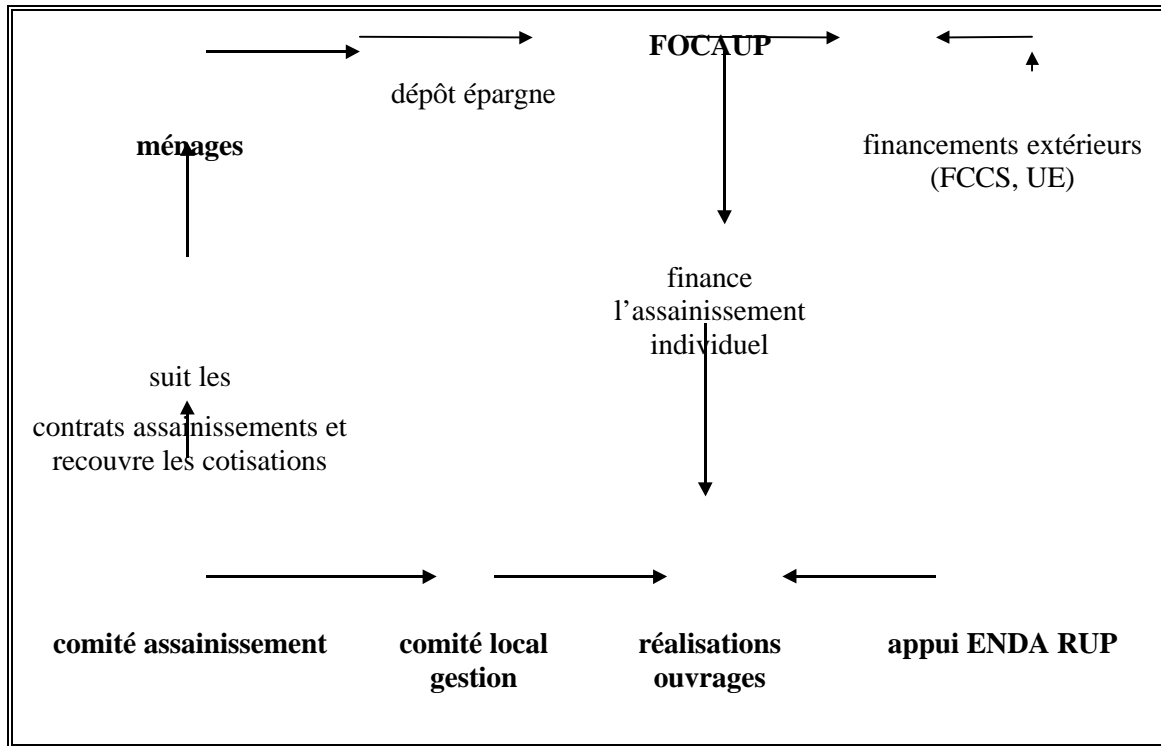 FOCAUP
dépôt épargne
ménages
financements extérieurs
(FCCS, UE)
finance
l’assainissement
individuel
suit les
contrats assainissements et
recouvre les cotisations
comité assainissement
comité local
gestion
réalisations
ouvrages
appui ENDA RUP